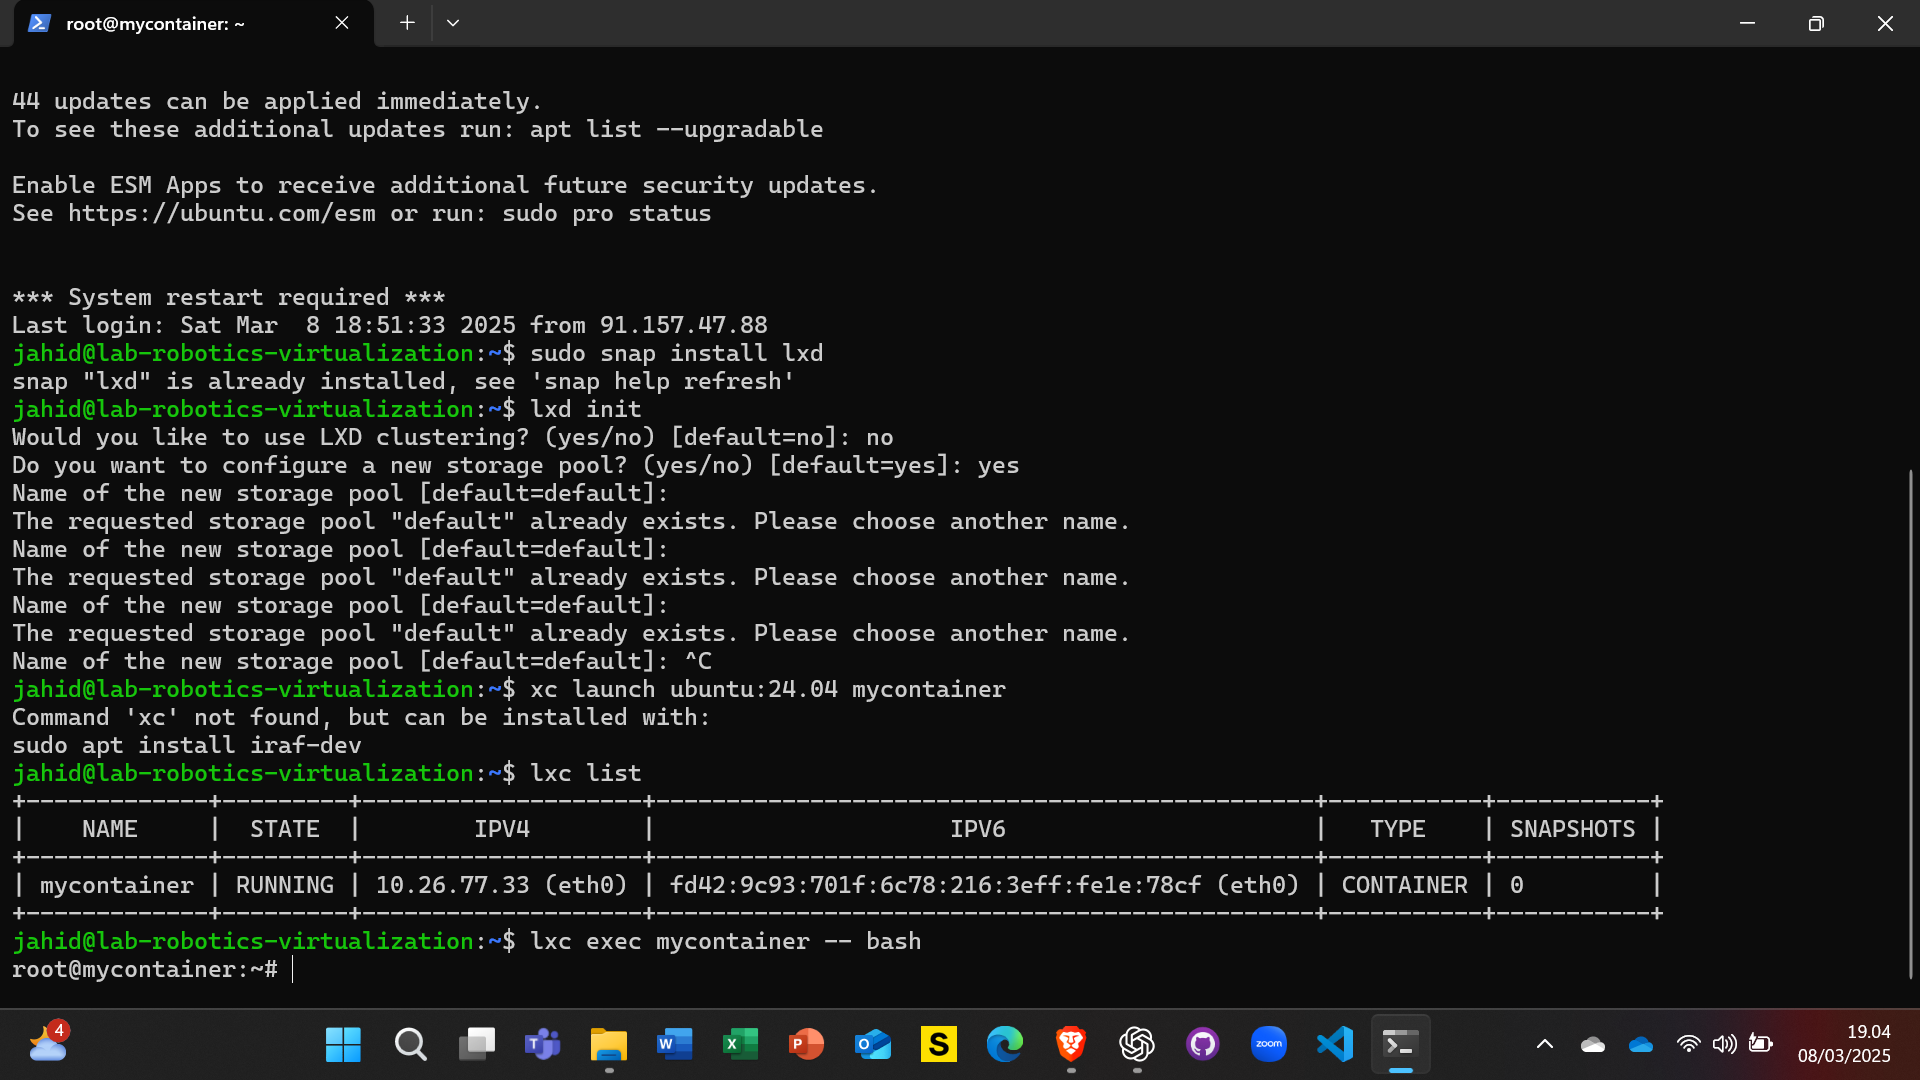 root@mycontainer: ~
44 updates can be applied immediately.
To see these additional updates run: apt list --upgradable
Enable ESM Apps to receive additional future security updates.
See https://ubuntu.com/esm or run: sudo pro status
*** System restart required ***
Last login: Sat Mar  8 18:51:33 2025 from 91.157.47.88
jahid@lab-robotics-virtualization:~$ sudo snap install lxd
snap "lxd" is already installed, see 'snap help refresh'
jahid@lab-robotics-virtualization:~$ lxd init
Would you like to use LXD clustering? (yes/no) [default=no]: no
Do you want to configure a new storage pool? (yes/no) [default=yes]: yes
Name of the new storage pool [default=default]:
The requested storage pool "default" already exists. Please choose another name.
Name of the new storage pool [default=default]:
The requested storage pool "default" already exists. Please choose another name.
Name of the new storage pool [default=default]:
The requested storage pool "default" already exists. Please choose another name.
Name of the new storage pool [default=default]: ^C
jahid@lab-robotics-virtualization:~$ xc launch ubuntu:24.04 mycontainer
Command 'xc' not found, but can be installed with:
sudo apt install iraf-dev
jahid@lab-robotics-virtualization:~$ lxc list
+-------------+---------+--------------------+-----------------------------------------------+-----------+-----------+
|    NAME     |  STATE  |        IPV4        |                     IPV6                      |   TYPE    | SNAPSHOTS |
+-------------+---------+--------------------+-----------------------------------------------+-----------+-----------+
| mycontainer | RUNNING | 10.26.77.33 (eth0) | fd42:9c93:701f:6c78:216:3eff:fe1e:78cf (eth0) | CONTAINER | 0         |
+-------------+---------+--------------------+-----------------------------------------------+-----------+-----------+
jahid@lab-robotics-virtualization:~$ lxc exec mycontainer -- bash
root@mycontainer:~#
4
T
W
X
P
O
S
zoom
19.04
08/03/2025